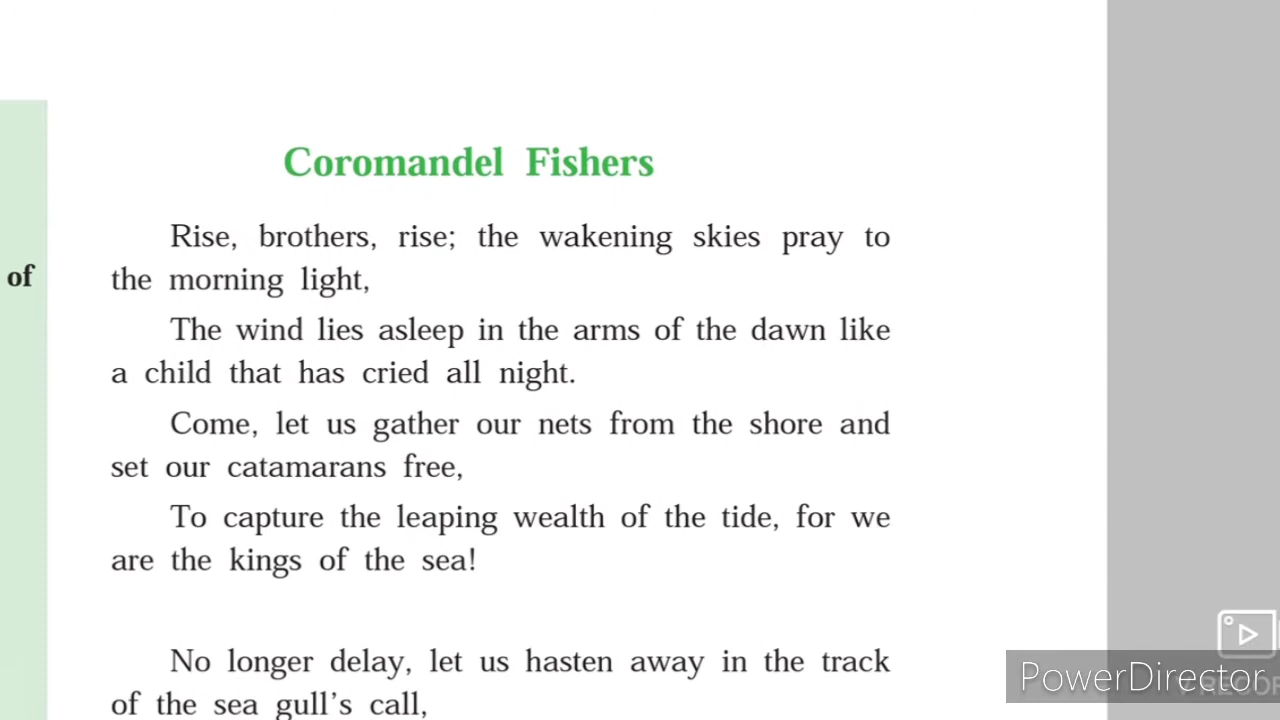 Coromandel Fishers
Rise, brothers, rise; the wakening skies pray to
the morning light,
of
The wind lies asleep in the arms of the dawn like
a child that has cried all night.
Come, let us gather our nets from the shore and
set our catamarans free,
To capture the leaping wealth of the tide, for we
are the kings of the sea!
No longer delay, let us hasten away in the track
of the sea gull's call,
PowerDirector